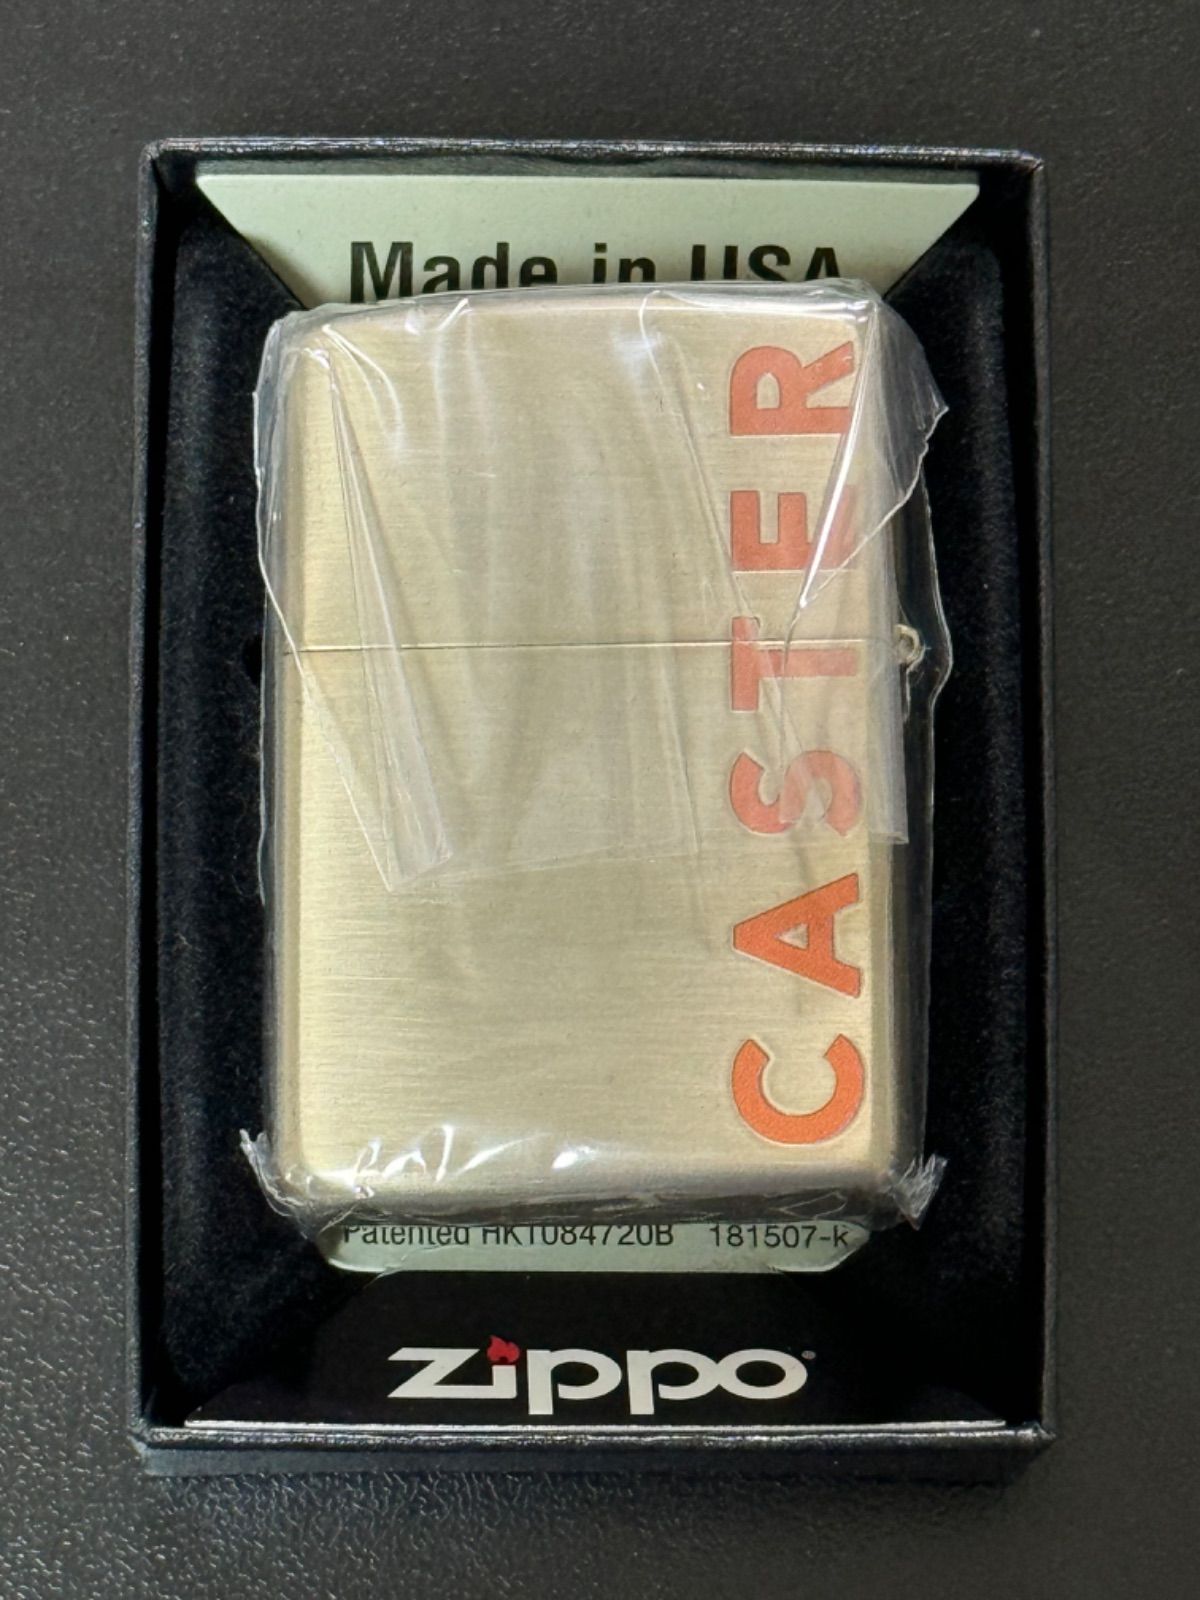 Made in USA
CASTER
Patented HK1084720B 181507-k
Zippo